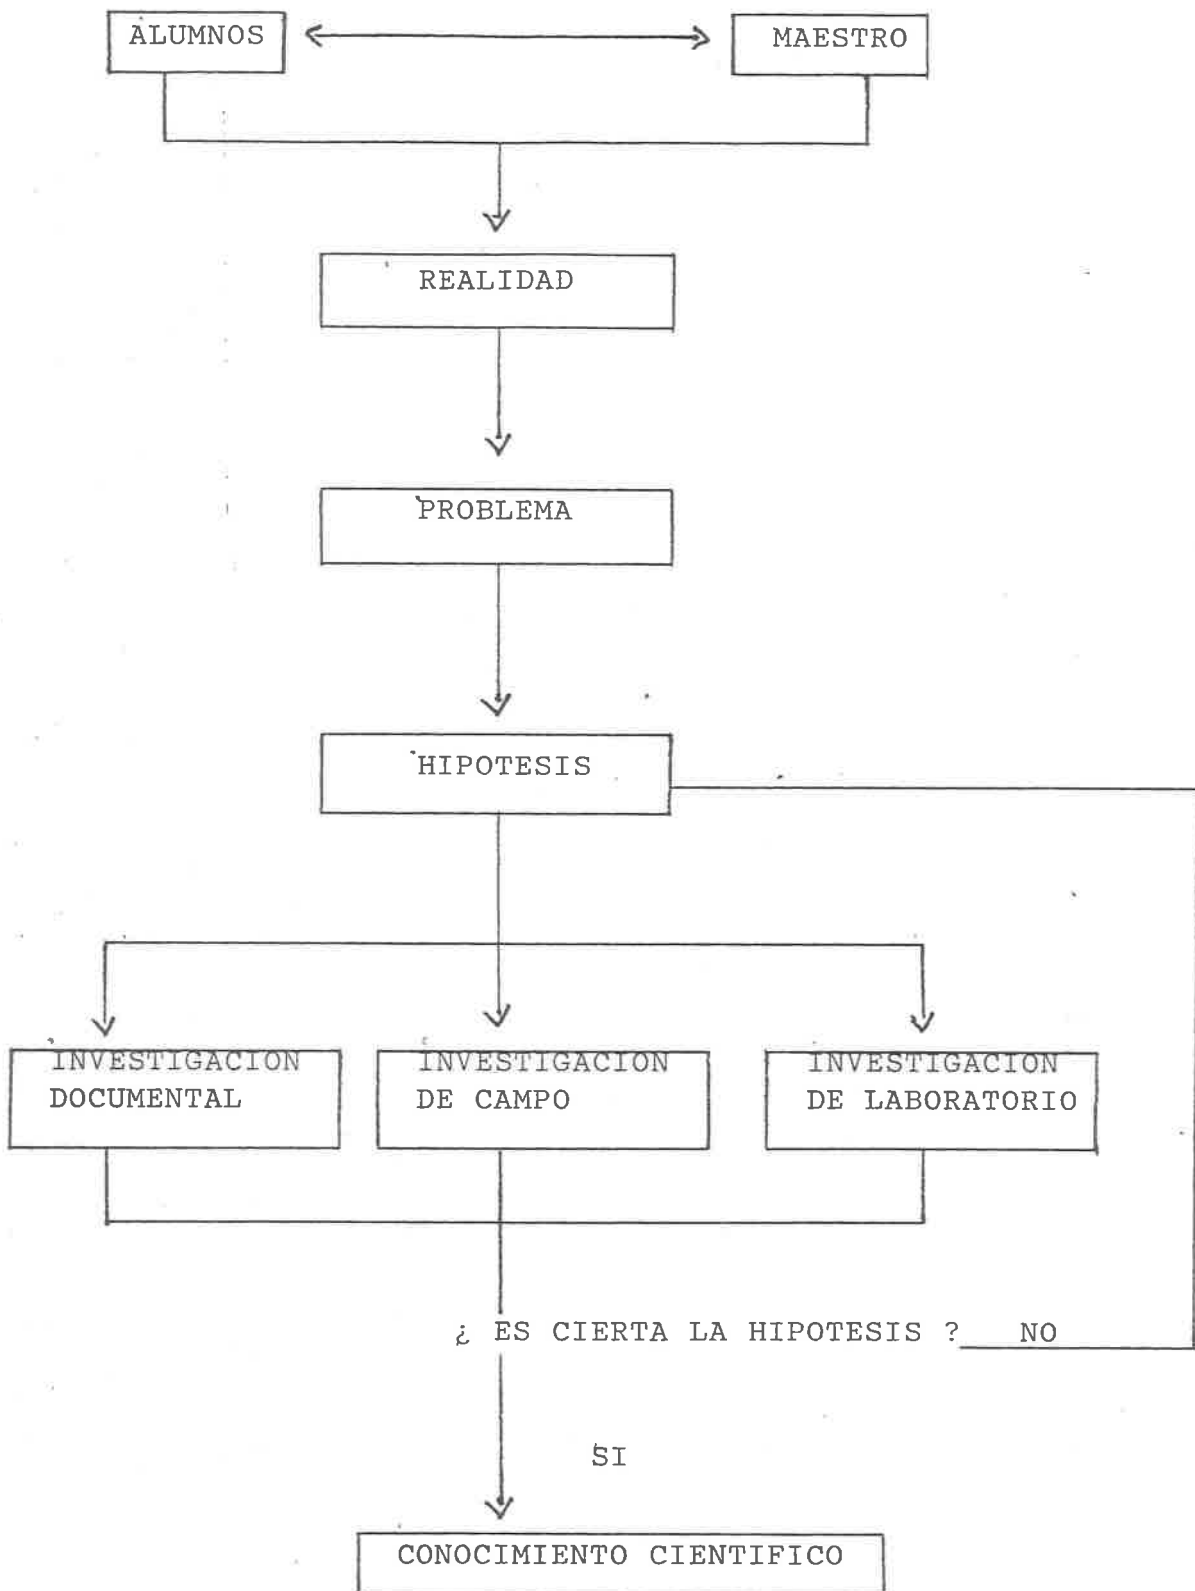 ALUMNOS
MAESTRO
REALIDAD
PROBLEMA
HIPOTESIS
INVESTIGACION
DOCUMENTAL
INVESTIGACION
DE CAMPO
INVESTIGACION
DE LABORATORIO
¿ ES CIERTA LA HIPOTESIS ? NO
SI
CONOCIMIENTO CIENTIFICO